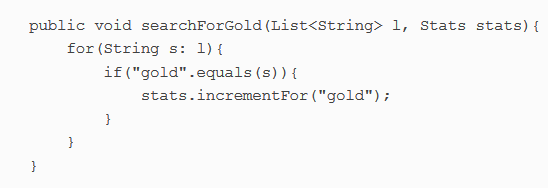 public void searchForGold(List<String> l, Stats stats){
for(String s: l){
if("gold".equals(s)){
stats.incrementFor("gold");
}
}
}